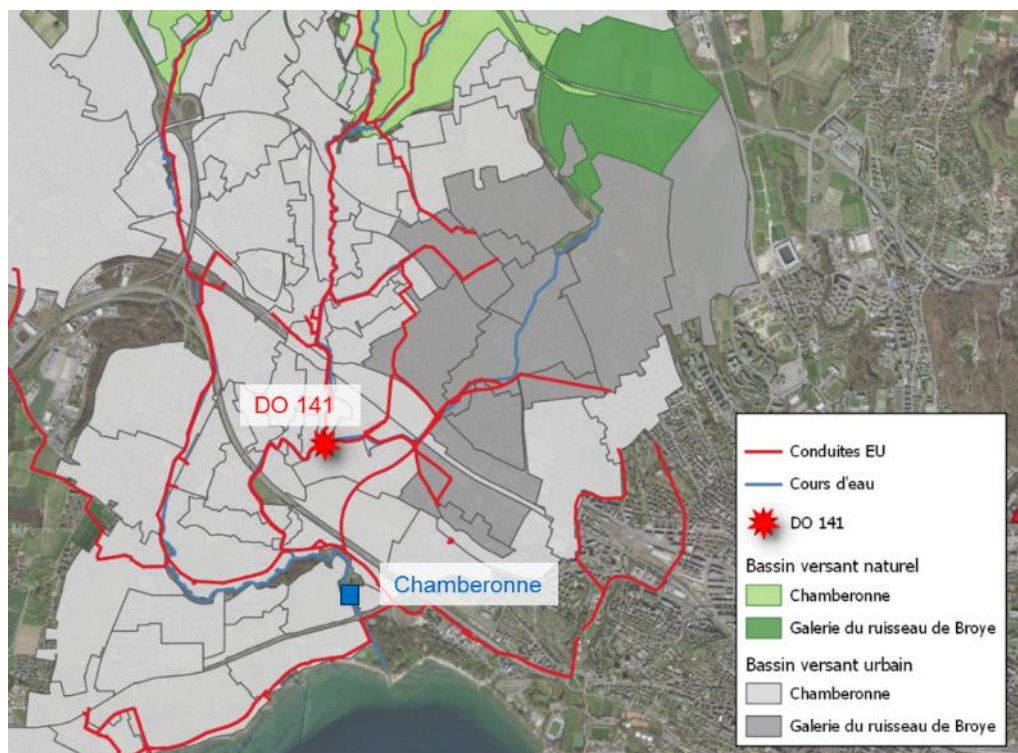 DO 141
Chamberonne
Conduites EU
Cours d'eau
DO 141
Bassin versant naturel
Chamberonne
Galerie du ruisseau de Broye
Bassin versant urbain
Chamberonne
Galerie du ruisseau de Broye